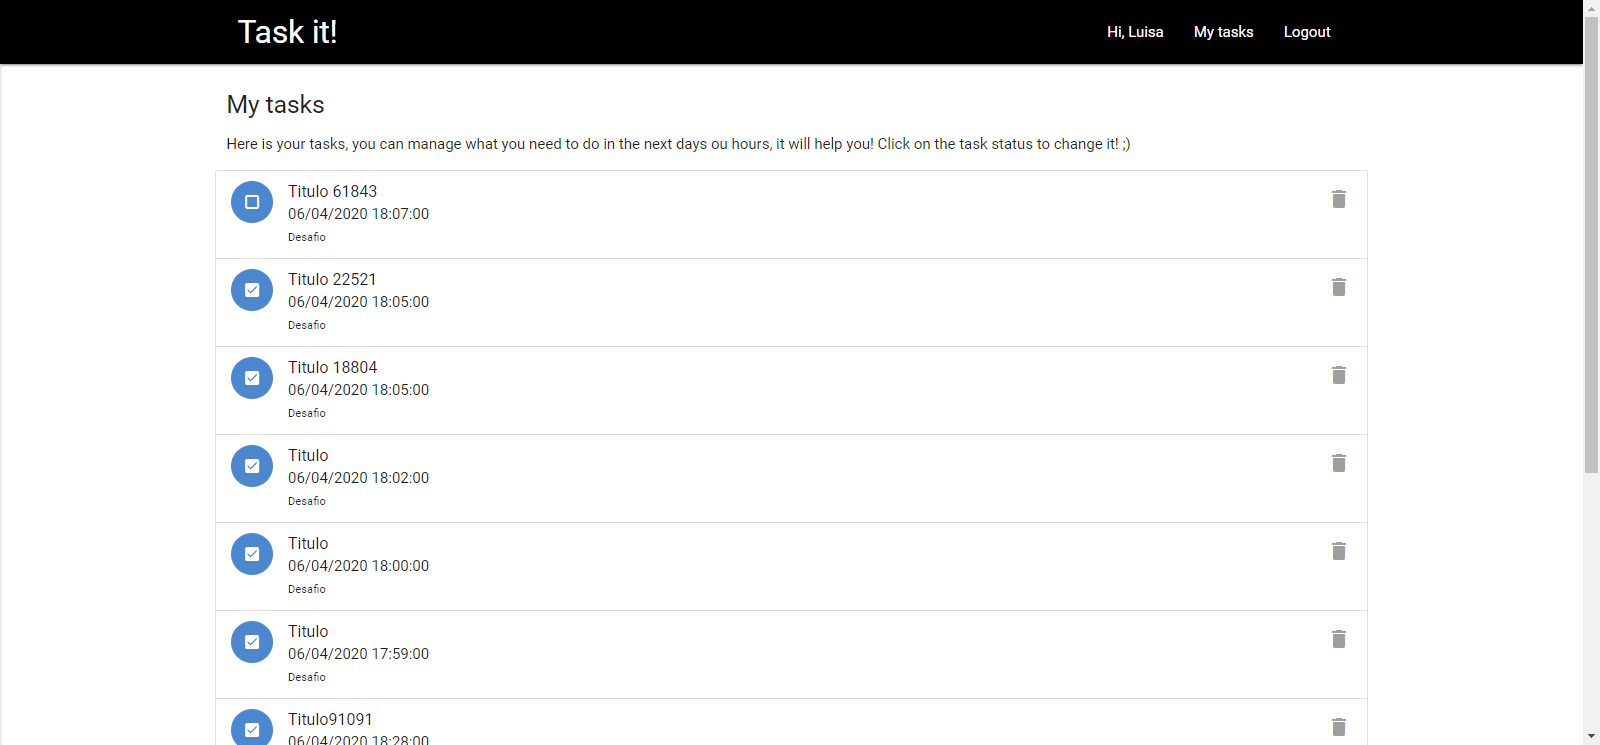 Task it!
Hi, Luisa
My tasks
Logout
My tasks
Here is your tasks, you can manage what you need to do in the next days ou hours, it will help you! Click on the task status to change it! ;)
Titulo 61843
06/04/2020 18:07:00
Desafio
Titulo 22521
06/04/2020 18:05:00
Desafio
Titulo 18804
06/04/2020 18:05:00
Desafio
Titulo
06/04/2020 18:02:00
Desafio
Titulo
06/04/2020 18:00:00
Desafio
Titulo
06/04/2020 17:59:00
Desafio
Titulo91091
06/04/2020 18:28:00